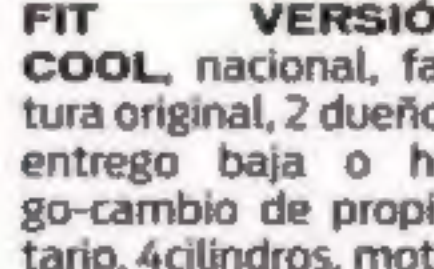 FIT VERSIÓ
COOL, nacional, fa
tura original, 2 dueño
entrego baja o h
go-cambio de propi
tario, 4cilindros, mot